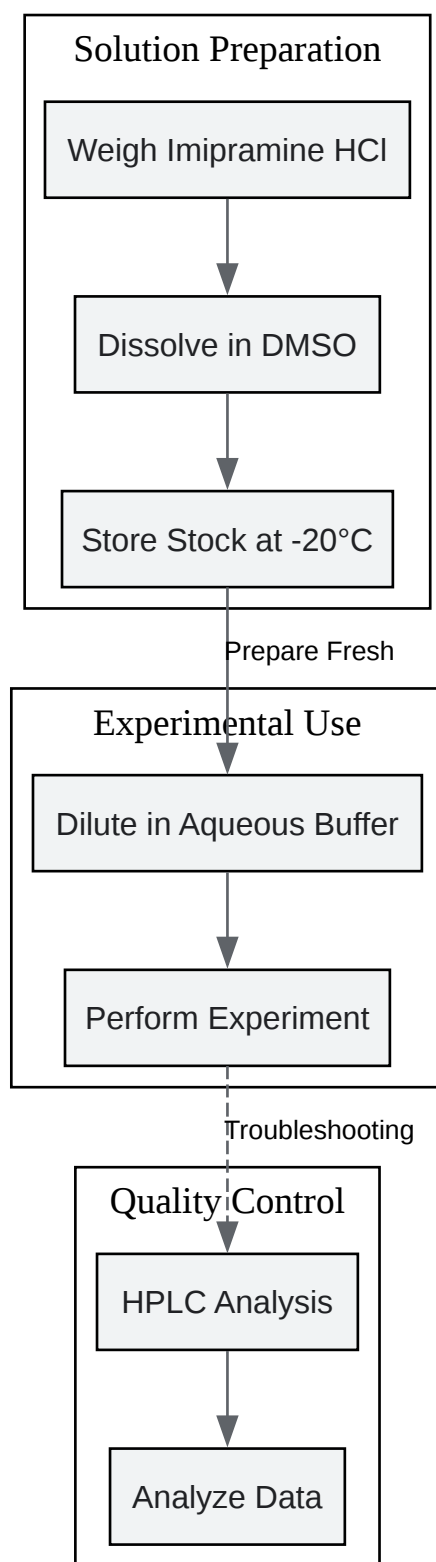 Solution Preparation
Weigh Imipramine HCl
Dissolve in DMSO
Store Stock at -20°C
Prepare Fresh
Experimental Use
Dilute in Aqueous Buffer
Perform Experiment
Troubleshooting
Quality Control
HPLC Analysis
Analyze Data